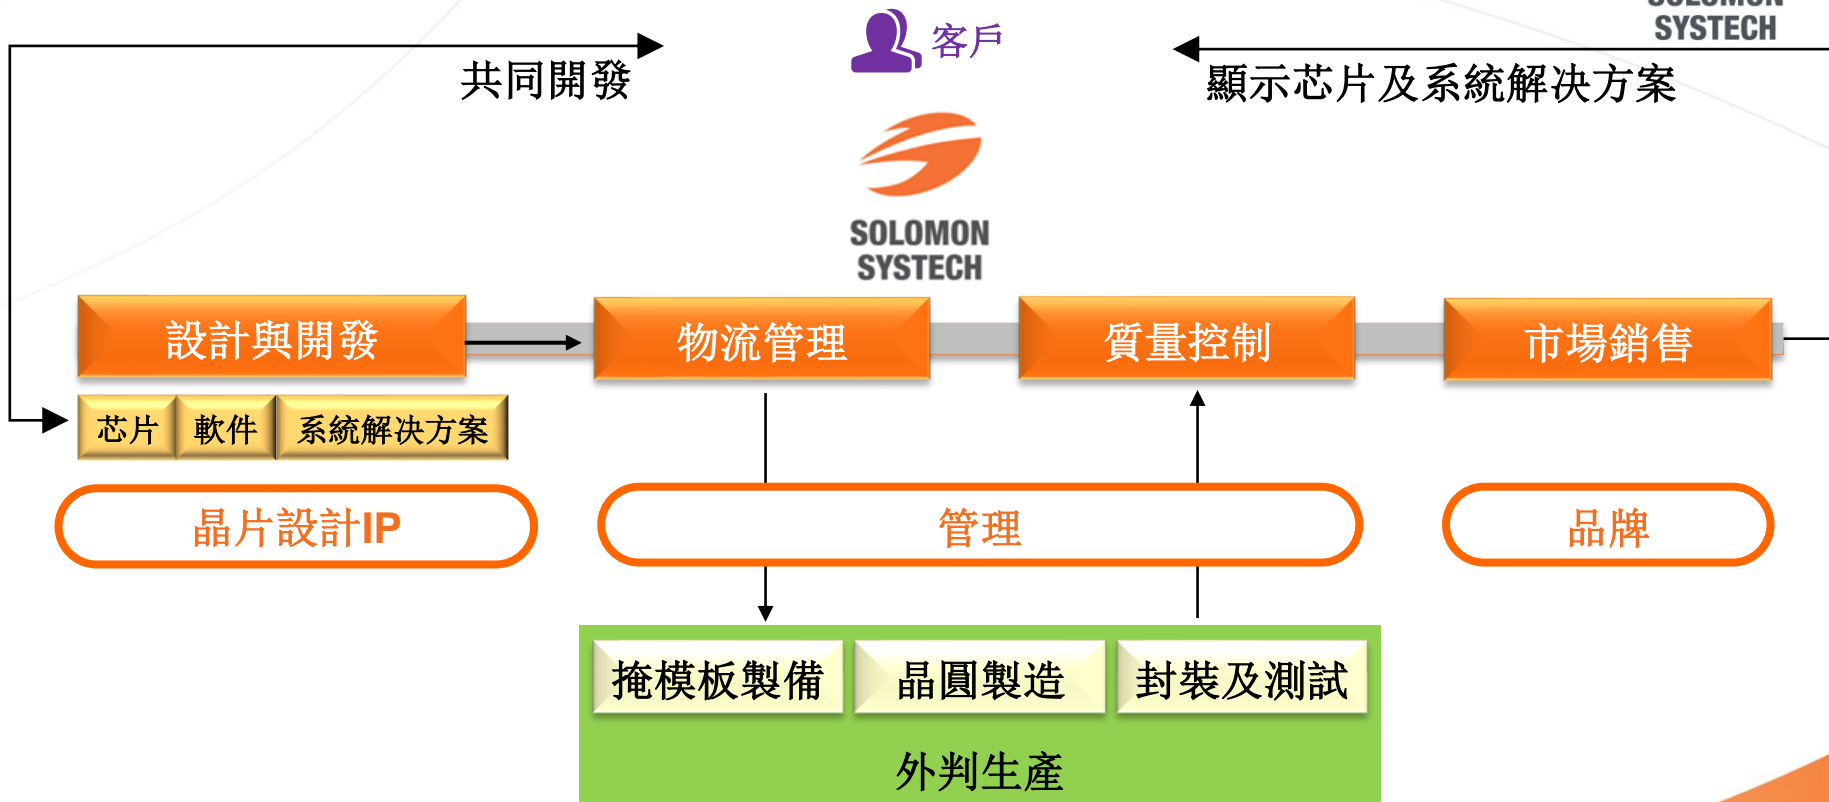 SOLOMON
SYSTECH
客戶
共同開發
顯示芯片及系統解决方案
SOLOMON
SYSTECH
設計與開發
物流管理
質量控制
市場銷售
芯片
軟件
系統解决方案
晶片設計IP
管理
品牌
掩模板製備
晶圓製造
封裝及測試
外判生產